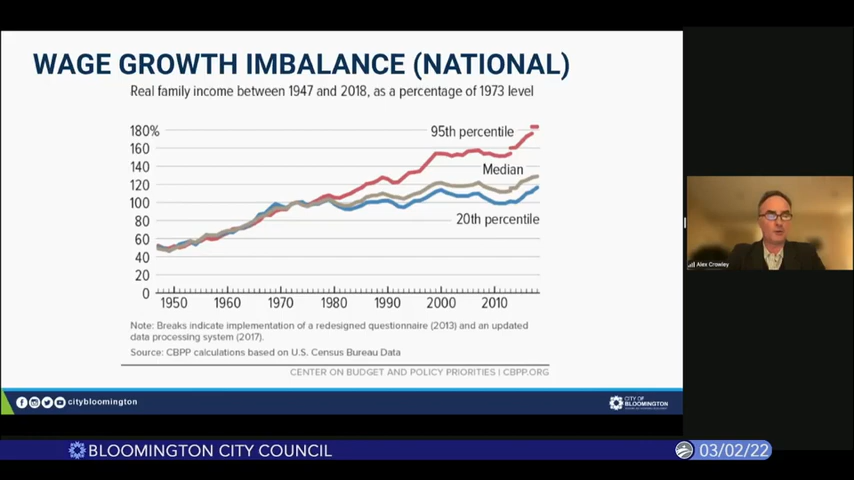 WAGE GROWTH IMBALANCE (NATIONAL)
Real family income between 1947 and 2018, as a percentage of 1973 level
180%
160
140
120
100
80
60
40
20
0
95th percentile
Median
20th percentile
1950 1960 1970 1980 1990 2000 2010
Note: Breaks indicate implementation of a redesigned questionnaire (2013) and an updated
data processing system (2017).
Source: CBPP calculations based on U.S. Census Bureau Data
CENTER ON BUDGET AND POLICY PRIORITIES | CBPP.ORG
citybloomington
CITY OF
BLOOMINGTON
Alex Crowley
BLOOMINGTON CITY COUNCIL
03/02/22